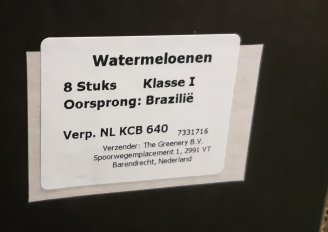 Watermeloenen
8 Stuks Klasse I
Oorsprong: Brazilië
Verp. NL KCB 640 7331716
Verzender: The Greenery B.V.
Spoorwegemplacement 1, 2991 VT
Barendrecht, Nederland